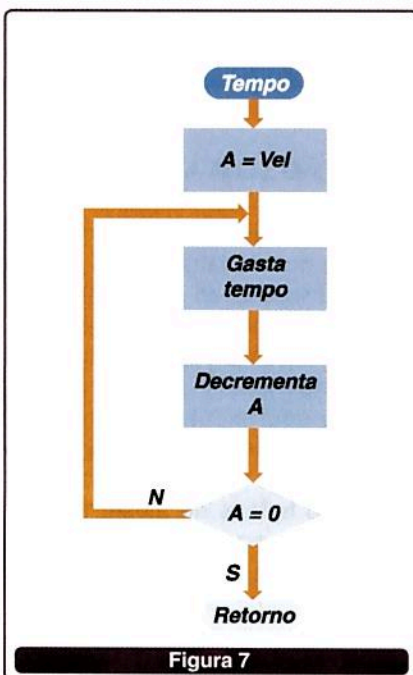 Tempo
A = Vel
Gasta
tempo
Decrementa
A
N
A = 0
S
Retorno
Figura 7